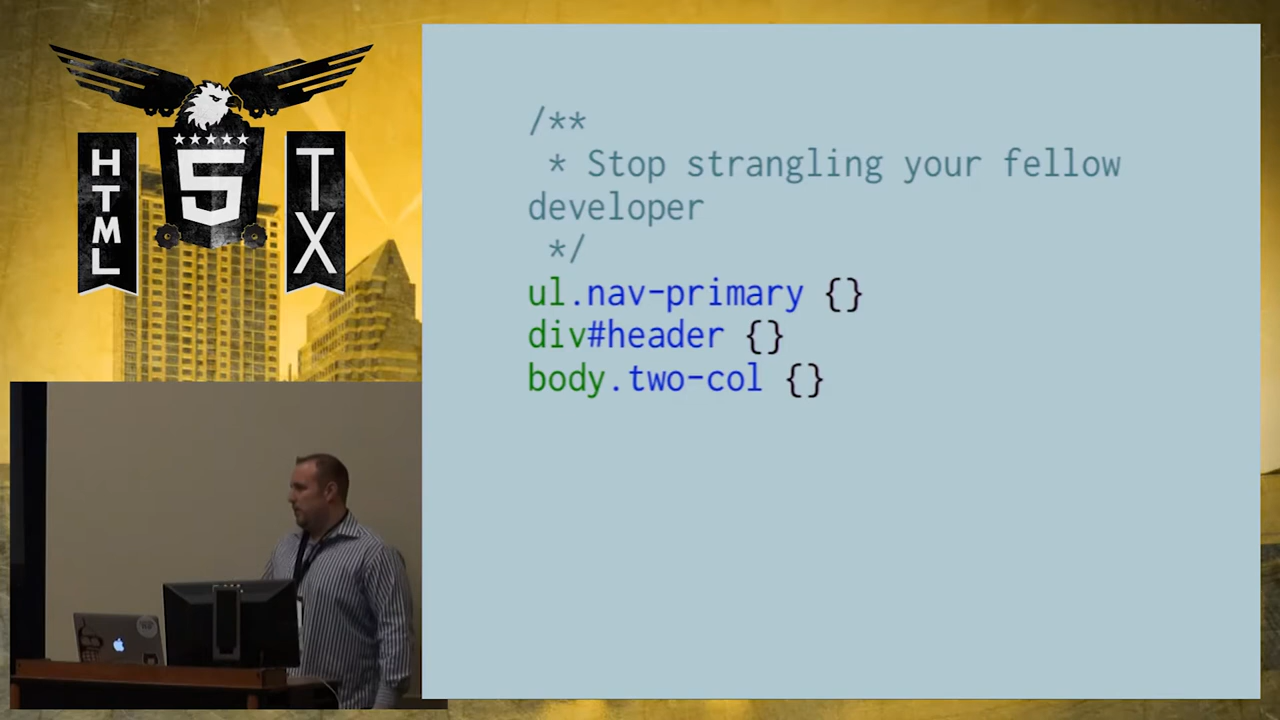 HTML
5
TX
/**
* Stop strangling your fellow
developer
*/
ul.nav-primary {}
div#header {}
body.two-col {}